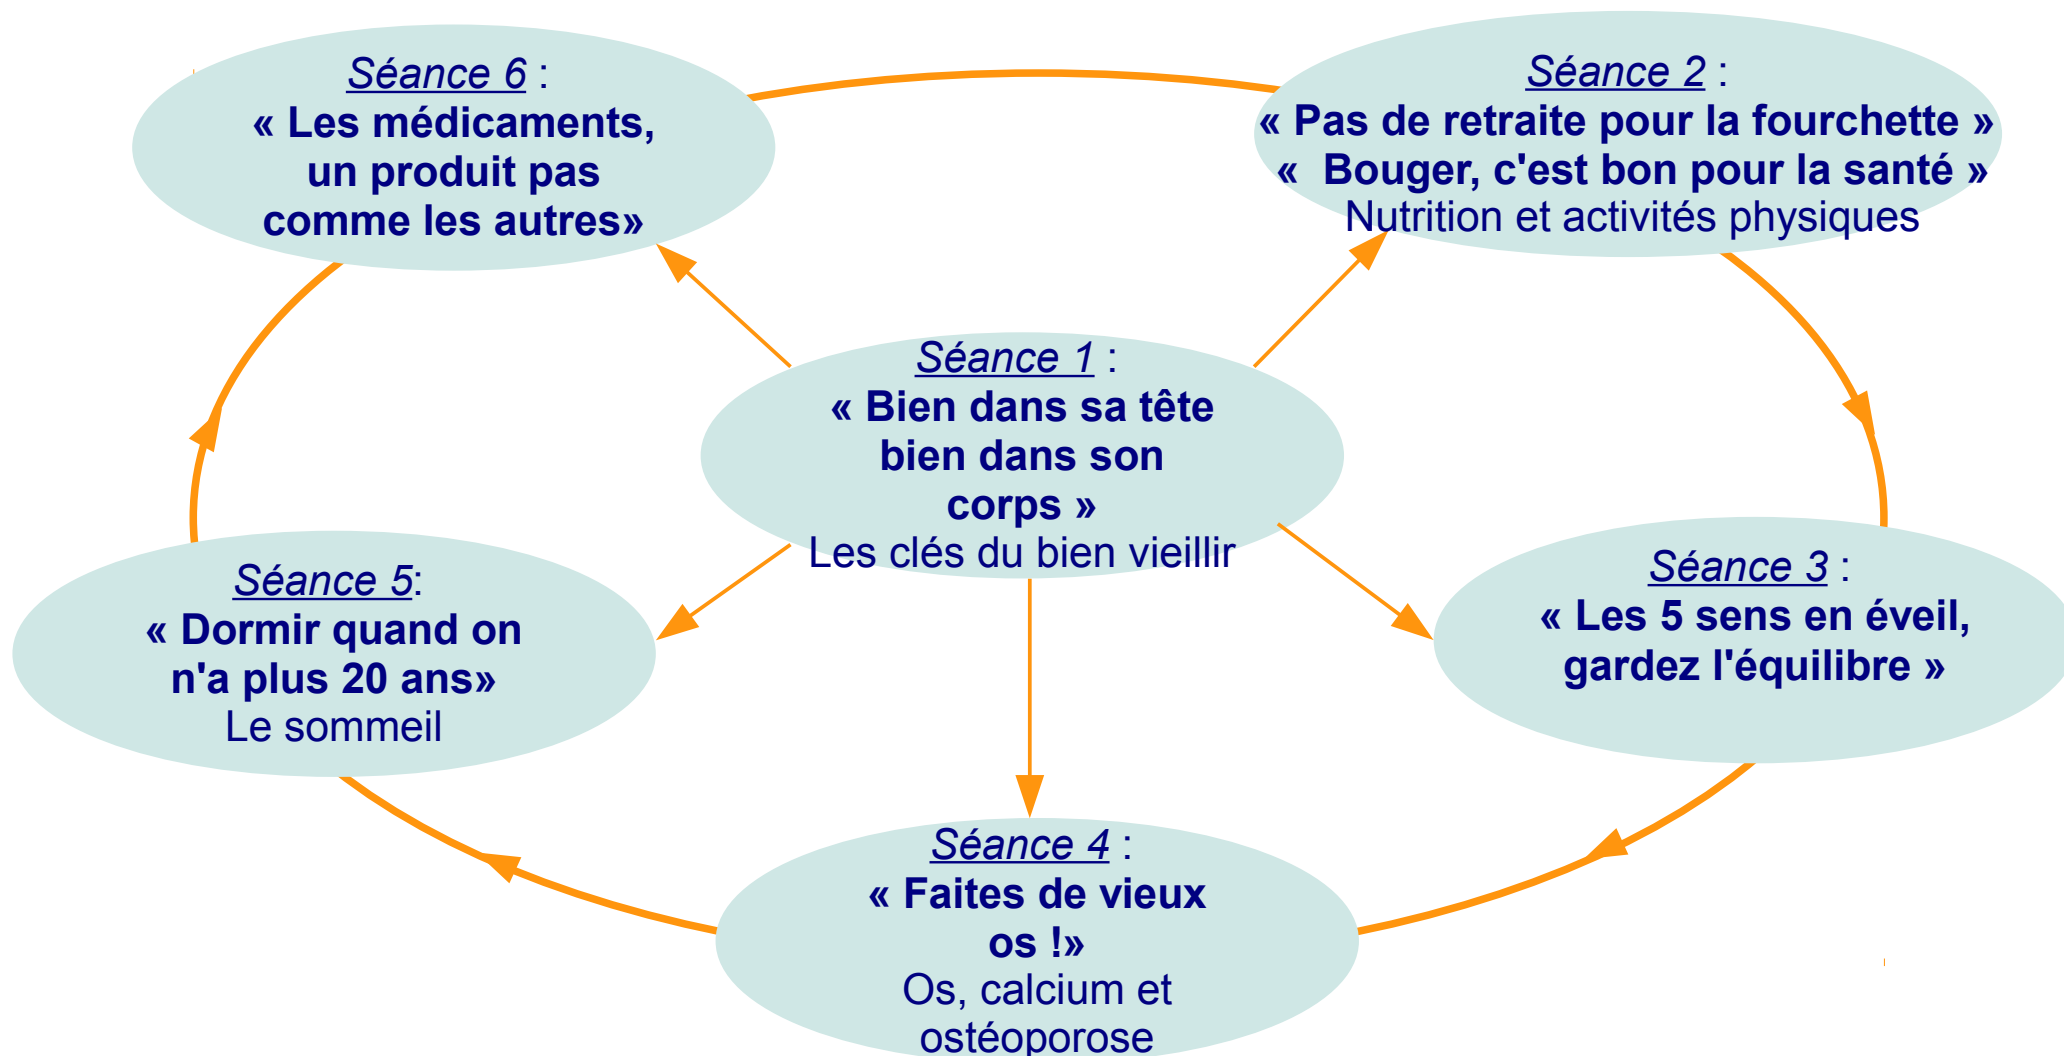 Séance 6 :
« Les médicaments,
un produit pas
comme les autres»
Séance 2 :
« Pas de retraite pour la fourchette »
«  Bouger, c'est bon pour la santé »
Nutrition et activités physiques
Séance 1 :
« Bien dans sa tête
bien dans son
corps »
Les clés du bien vieillir
Séance 5:
« Dormir quand on
n'a plus 20 ans»
Le sommeil
Séance 3 :
« Les 5 sens en éveil,
gardez l'équilibre »
Séance 4 :
« Faites de vieux
os !»
Os, calcium et
ostéoporose